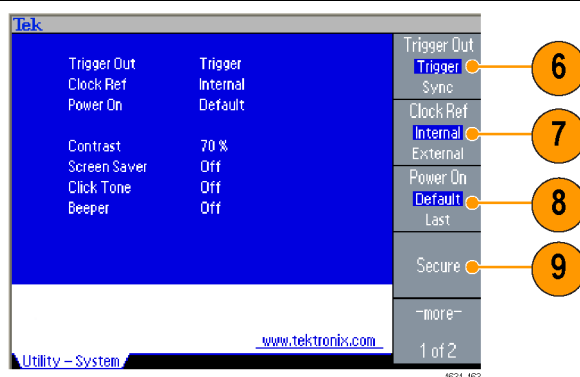 Tek
Trigger Out Trigger
Clock Ref Internal
Power On Default
Contrast 70 %
Screen Saver Off
Click Tone Off
Beeper Off
www.tektronix.com
Utility – System
Trigger Out
Trigger
Sync
Clock Ref
Internal
External
Power On
Default
Last
Secure
–more–
1 of 2
6
7
8
9